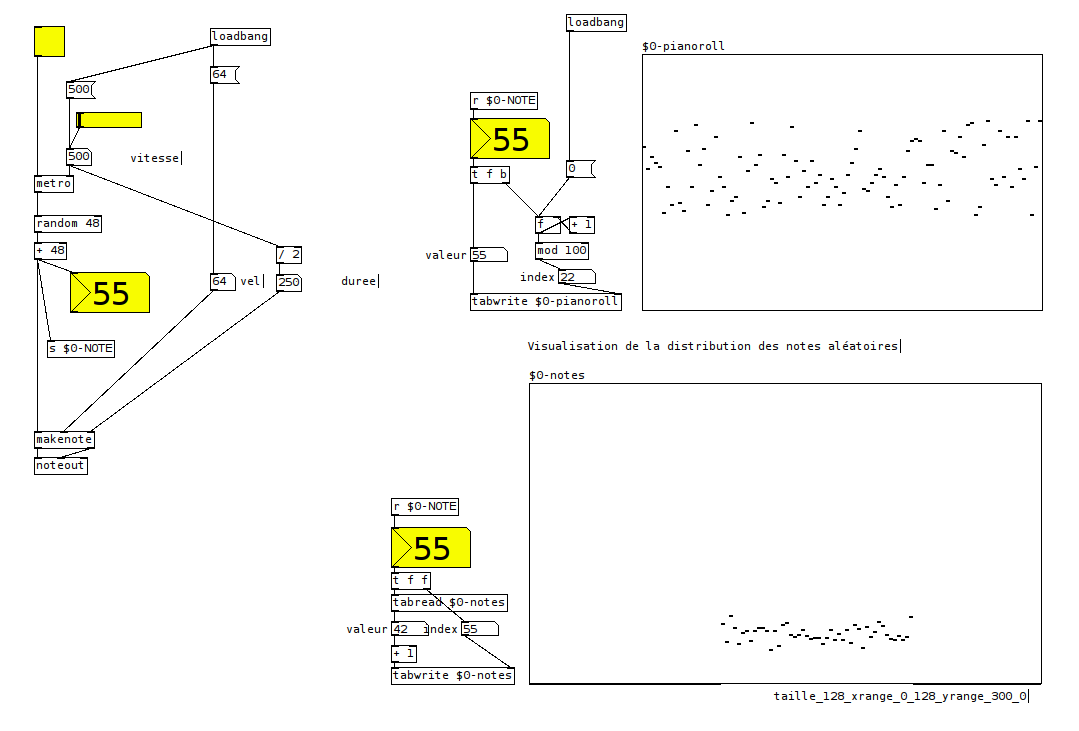 loadbang
64
500
500
vitesse
metro
random 48
+ 48
55
s $0-NOTE
/ 2
64
vel
250
duree
makenote
noteout
loadbang
r $0-NOTE
55
t f b
0
f
+ 1
mod 100
valeur
55
index
22
tabwrite $0-pianoroll
$0-pianoroll
Visualisation de la distribution des notes aléatoires
$0-notes
r $0-NOTE
55
t f f
tabread $0-notes
valeur
42
index
55
+ 1
tabwrite $0-notes
taille_128_xrange_0_128_yrange_300_0